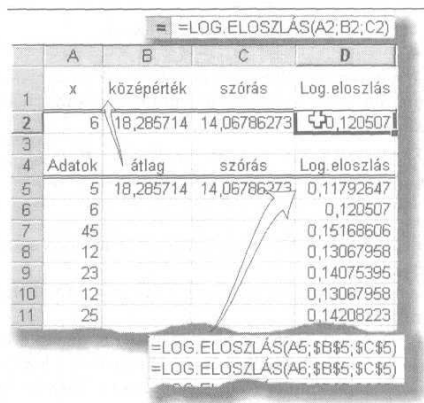 = =LOG.ELOSZLÁS(A2;B2;C2)
A B C D
1 x középérték szórás Log.eloszlás
2 6 18,285714 14,06786273 0,120507
3
4 Adatok átlag szórás Log.eloszlás
5 5 18,285714 14,06786273 0,11792647
6 6 0,120507
7 45 0,15168606
8 12 0,13067958
9 23 0,14075395
10 12 0,13067958
11 25 0,14208223
=LOG.ELOSZLÁS(A5;$B$5;$C$5)
=LOG.ELOSZLÁS(A6;$B$5;$C$5)